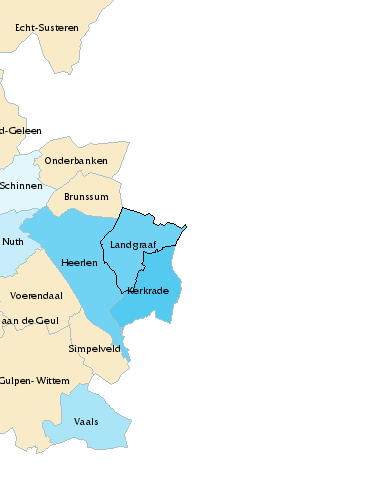 Echt-Susteren
d-Geleen
Onderbanken
Schinnen
Brunssum
Nuth
Landgraaf
Heerlen
Kerkrade
Voerendaal
aan de Geul
Simpelveld
Gulpen-Wittem
Vaals